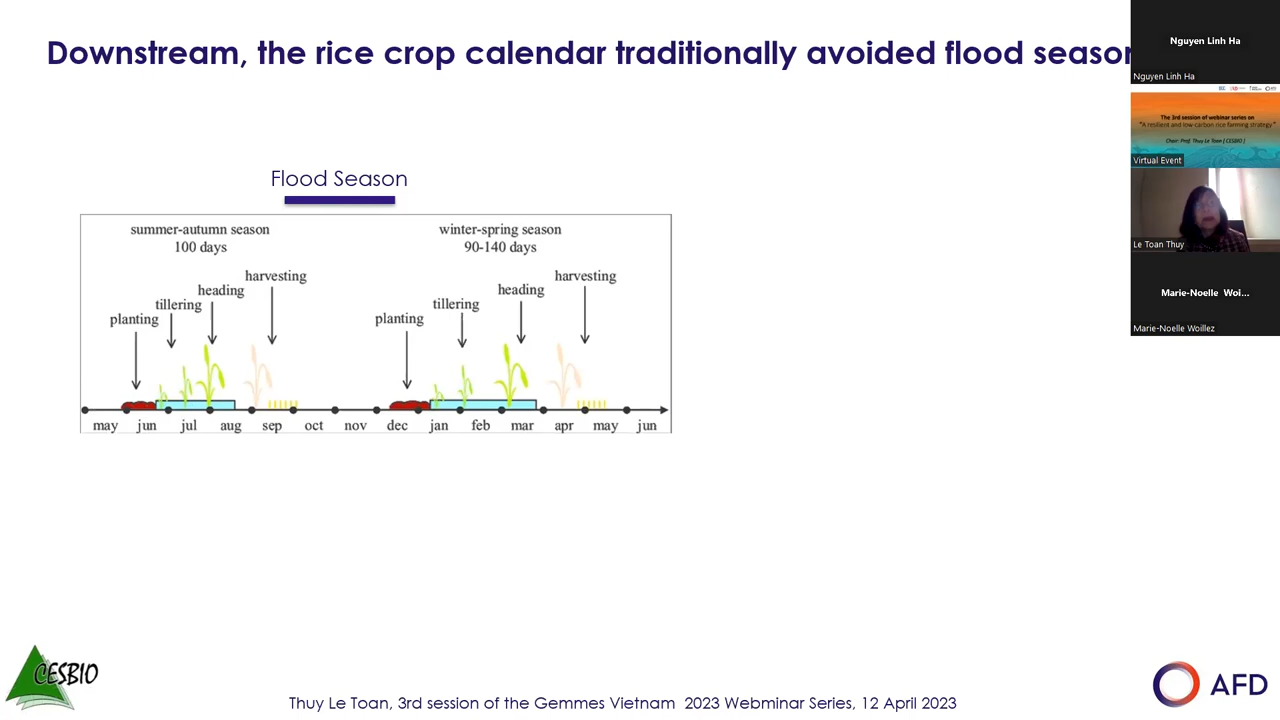 Downstream, the rice crop calendar traditionally avoided flood season
Flood Season
summer-autumn season
100 days
winter-spring season
90-140 days
planting
tillering
heading
harvesting
planting
tillering
heading
harvesting
may jun jul aug sep oct nov dec jan feb mar apr may jun
CESBIO
Thuy Le Toan, 3rd session of the Gemmes Vietnam 2023 Webminar Series, 12 April 2023
AFD
Nguyen Linh Ha
Nguyen Linh Ha
The 3rd session of webinar series on
"A resilient and low-carbon rice farming strategy"
Chair: Prof. Thuy Le Toan [ CESBIO ]
Virtual Event
Le Toan Thuy
Marie-Noelle Woi...
Marie-Noelle Woillez